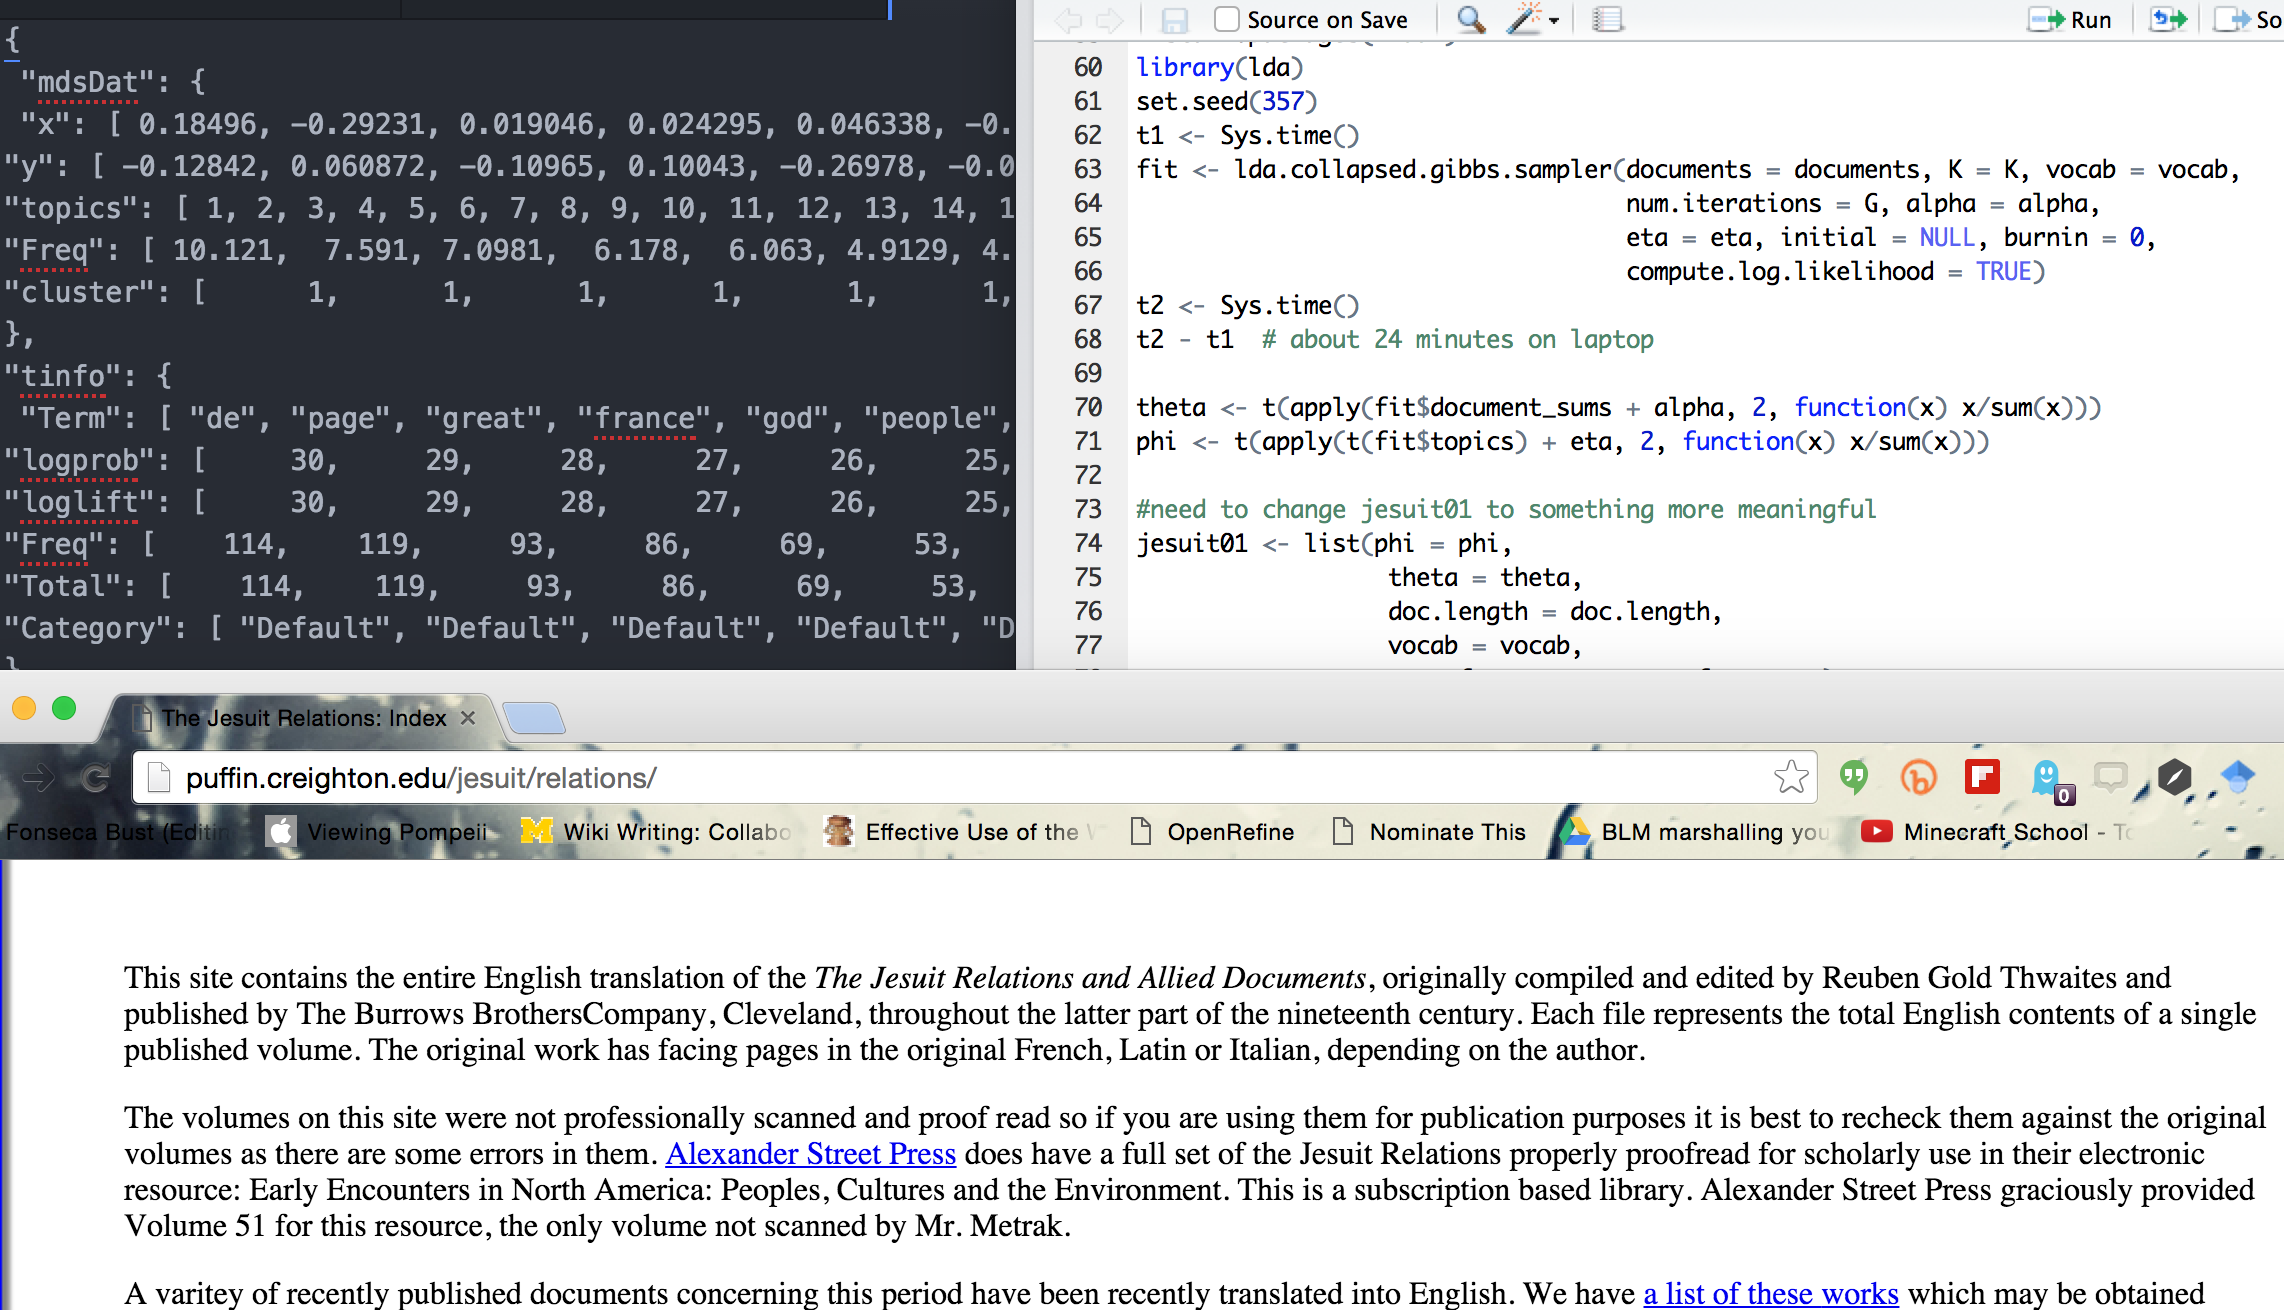 {
"mdsDat": {
"x": [ 0.18496, -0.29231, 0.019046, 0.024295, 0.046338, -0.
"y": [ -0.12842, 0.060872, -0.10965, 0.10043, -0.26978, -0.0
"topics": [ 1, 2, 3, 4, 5, 6, 7, 8, 9, 10, 11, 12, 13, 14, 1
"Freq": [ 10.121, 7.591, 7.0981, 6.178, 6.063, 4.9129, 4.
"cluster": [ 1, 1, 1, 1, 1, 1,
},
"tinfo": {
"Term": [ "de", "page", "great", "france", "god", "people",
"logprob": [ 30, 29, 28, 27, 26, 25,
"loglift": [ 30, 29, 28, 27, 26, 25,
"Freq": [ 114, 119, 93, 86, 69, 53,
"Total": [ 114, 119, 93, 86, 69, 53,
"Category": [ "Default", "Default", "Default", "Default", "D
Source on Save Run So
60 library(lda)
61 set.seed(357)
62 t1 <- Sys.time()
63 fit <- lda.collapsed.gibbs.sampler(documents = documents, K = K, vocab = vocab,
64 num.iterations = G, alpha = alpha,
65 eta = eta, initial = NULL, burnin = 0,
66 compute.log.likelihood = TRUE)
67 t2 <- Sys.time()
68 t2 - t1 # about 24 minutes on laptop
69
70 theta <- t(apply(fit$document_sums + alpha, 2, function(x) x/sum(x)))
71 phi <- t(apply(t(fit$topics) + eta, 2, function(x) x/sum(x)))
72
73 #need to change jesuit01 to something more meaningful
74 jesuit01 <- list(phi = phi,
75 theta = theta,
76 doc.length = doc.length,
77 vocab = vocab,
The Jesuit Relations: Index
puffin.creighton.edu/jesuit/relations/
0
Fonseca Bust (Editin Viewing Pompeii Wiki Writing: Collabo Effective Use of the OpenRefine Nominate This BLM marshalling you Minecraft School - To
This site contains the entire English translation of the The Jesuit Relations and Allied Documents, originally compiled and edited by Reuben Gold Thwaites and
published by The Burrows BrothersCompany, Cleveland, throughout the latter part of the nineteenth century. Each file represents the total English contents of a single
published volume. The original work has facing pages in the original French, Latin or Italian, depending on the author.
The volumes on this site were not professionally scanned and proof read so if you are using them for publication purposes it is best to recheck them against the original
volumes as there are some errors in them. Alexander Street Press does have a full set of the Jesuit Relations properly proofread for scholarly use in their electronic
resource: Early Encounters in North America: Peoples, Cultures and the Environment. This is a subscription based library. Alexander Street Press graciously provided
Volume 51 for this resource, the only volume not scanned by Mr. Metrak.
A varitey of recently published documents concerning this period have been recently translated into English. We have a list of these works which may be obtained